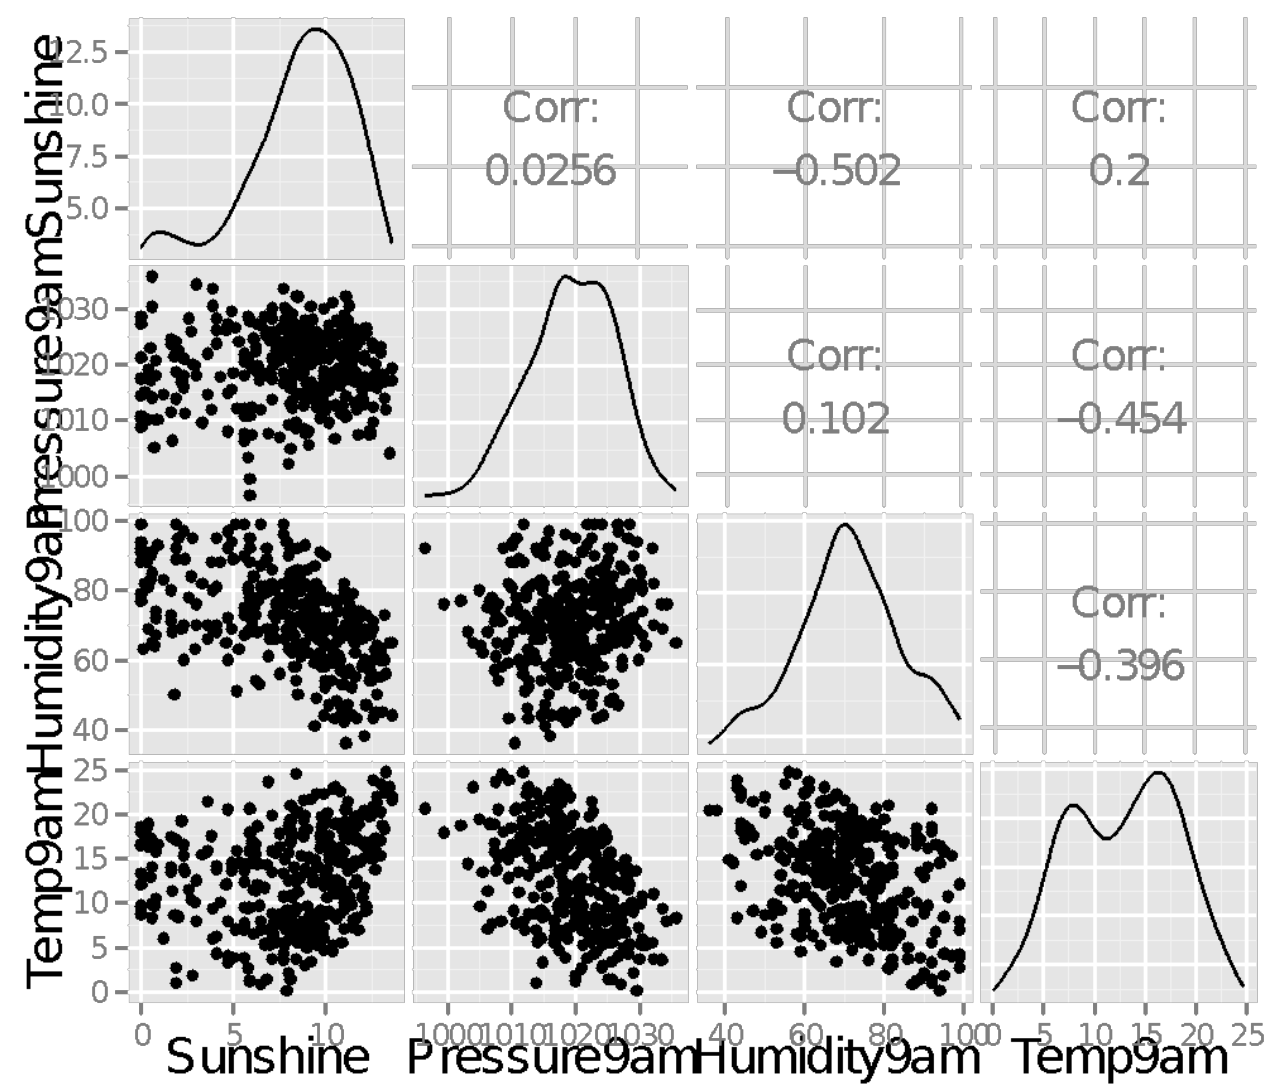 Sunshine
12.5
10.0
7.5
5.0
Corr:
0.0256
Corr:
−0.502
Corr:
0.2
Pressure9am
1030
1020
1010
1000
Corr:
0.102
Corr:
−0.454
Humidity9am
100
80
60
40
Corr:
−0.396
Temp9am
25
20
15
10
5
0
0 5 10
1000 1010 1020 1030
40 60 80 100
0 5 10 15 20 25
Sunshine Pressure9am Humidity9am Temp9am